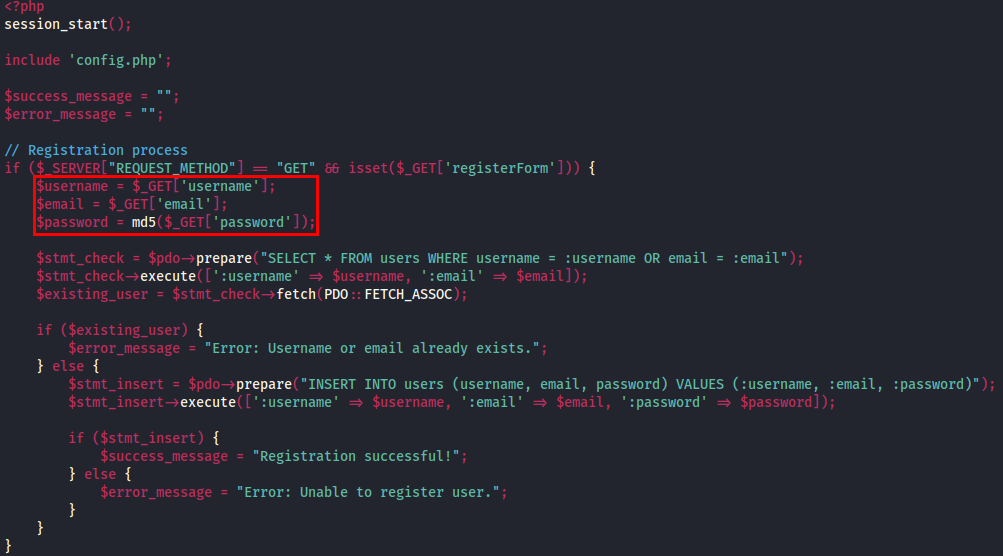 <?php
session_start();
include 'config.php';
$success_message = "";
$error_message = "";
// Registration process
if ($_SERVER["REQUEST_METHOD"] == "GET" && isset($_GET['registerForm'])) {
$username = $_GET['username'];
$email = $_GET['email'];
$password = md5($_GET['password']);
$stmt_check = $pdo->prepare("SELECT * FROM users WHERE username = :username OR email = :email");
$stmt_check->execute([':username' => $username, ':email' => $email]);
$existing_user = $stmt_check->fetch(PDO::FETCH_ASSOC);
if ($existing_user) {
$error_message = "Error: Username or email already exists.";
} else {
$stmt_insert = $pdo->prepare("INSERT INTO users (username, email, password) VALUES (:username, :email, :password)");
$stmt_insert->execute([':username' => $username, ':email' => $email, ':password' => $password]);
if ($stmt_insert) {
$success_message = "Registration successful!";
} else {
$error_message = "Error: Unable to register user.";
}
}
}